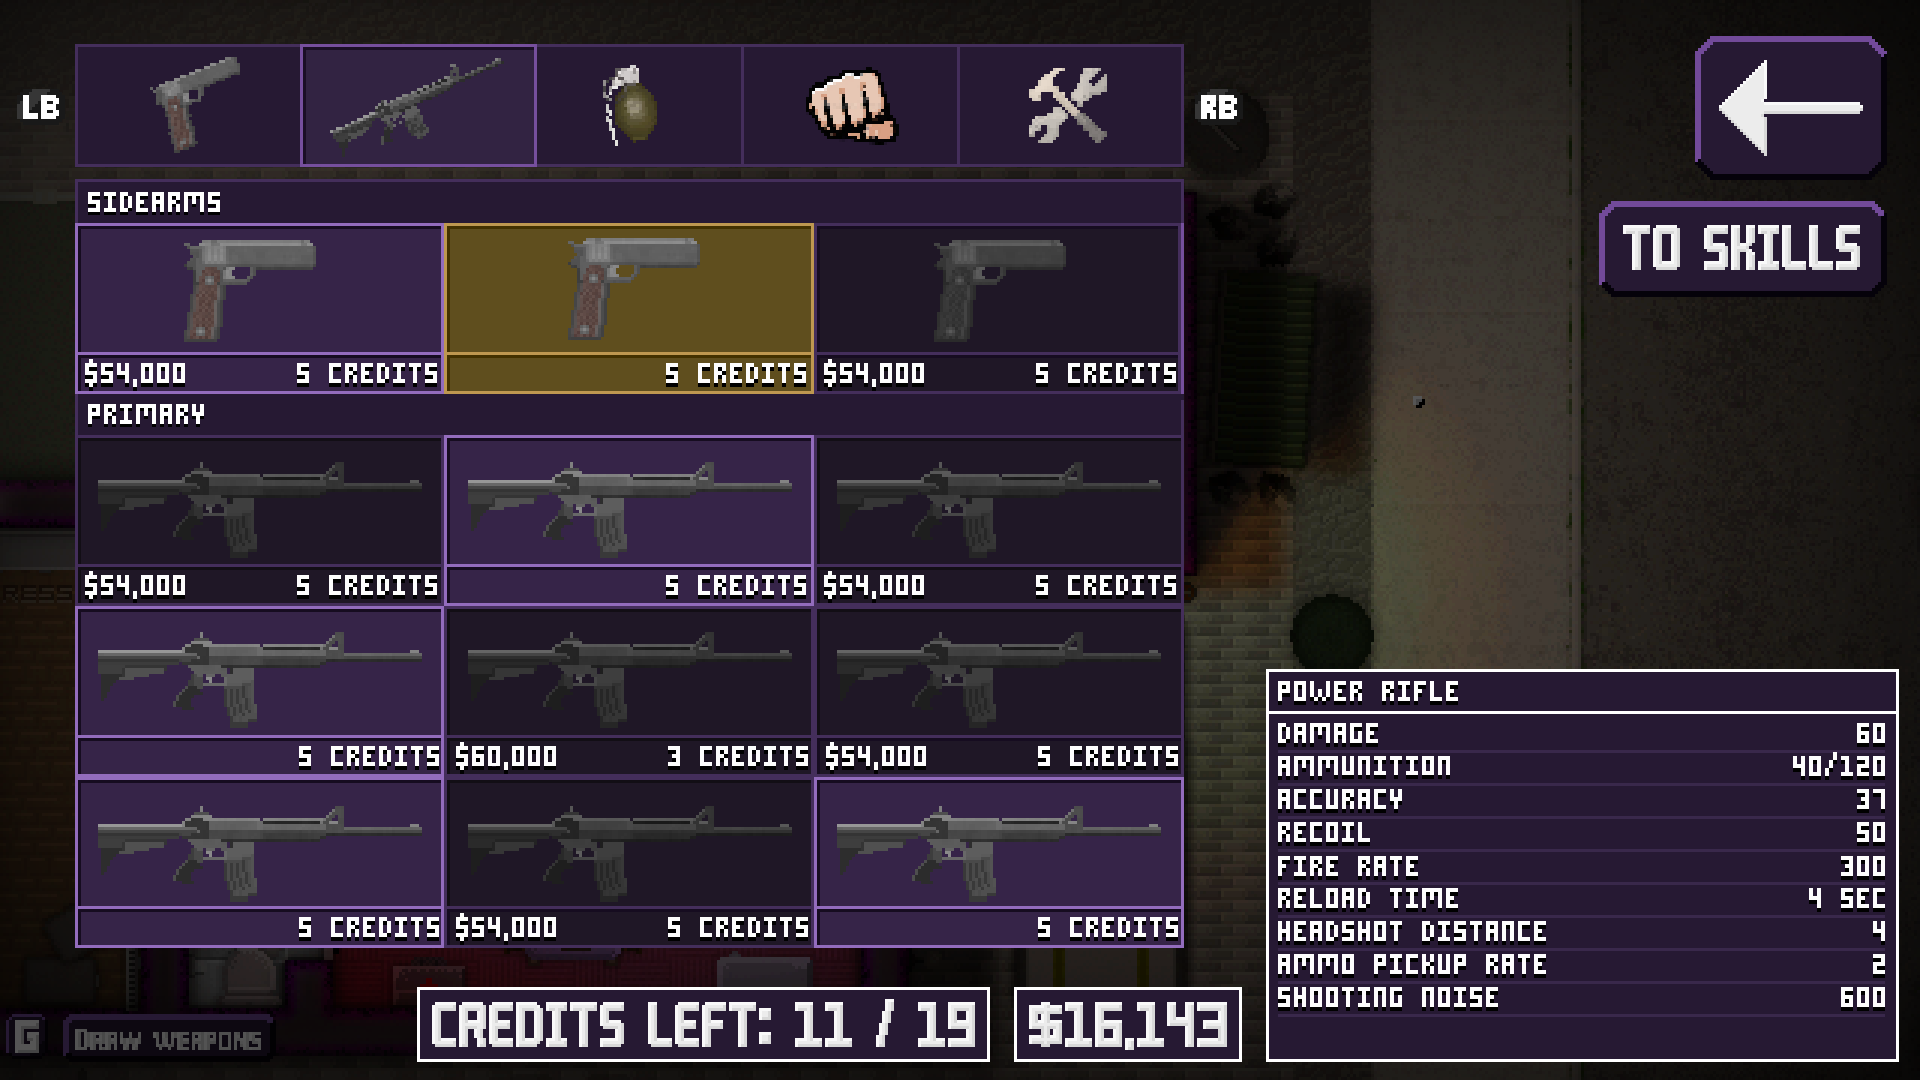 LB
RB
SIDEARMS
$54,000 5 CREDITS 5 CREDITS $54,000 5 CREDITS
PRIMARY
$54,000 5 CREDITS 5 CREDITS $54,000 5 CREDITS
5 CREDITS $60,000 3 CREDITS $54,000 5 CREDITS
5 CREDITS $54,000 5 CREDITS 5 CREDITS
TO SKILLS
POWER RIFLE
DAMAGE 60
AMMUNITION 40/120
ACCURACY 37
RECOIL 50
FIRE RATE 300
RELOAD TIME 4 SEC
HEADSHOT DISTANCE 4
AMMO PICKUP RATE 2
SHOOTING NOISE 600
CREDITS LEFT: 11 / 19
$16,143
G DRAW WEAPONS